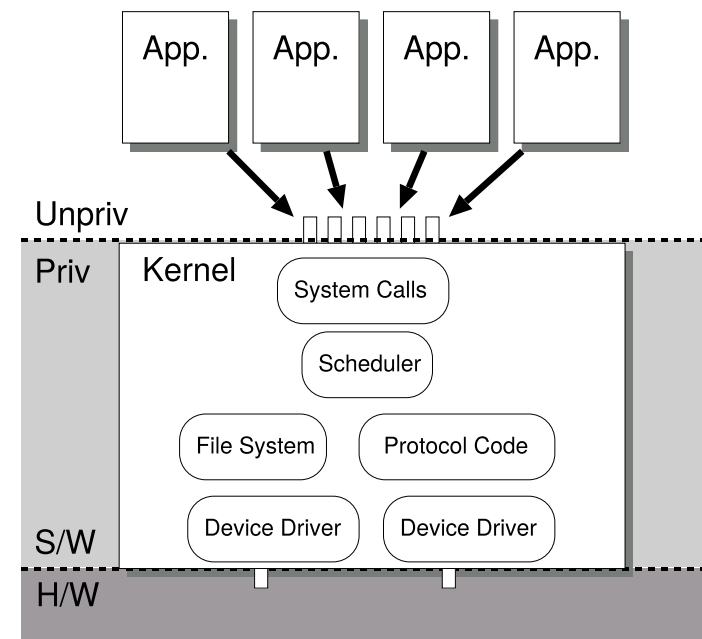 App. App. App. App.
Unpriv
Priv
Kernel
System Calls
Scheduler
File System
Protocol Code
Device Driver
Device Driver
S/W
H/W